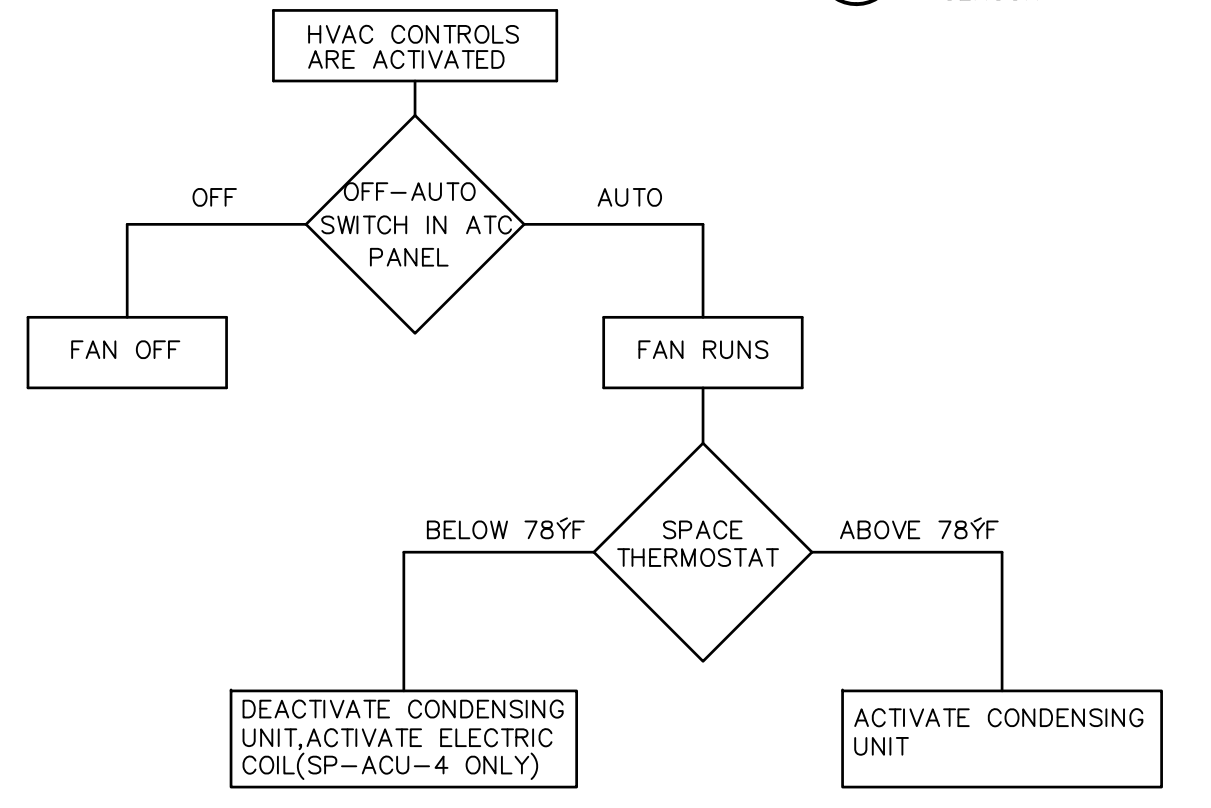 HVAC CONTROLS
ARE ACTIVATED
OFF
OFF-AUTO
SWITCH IN ATC
PANEL
AUTO
FAN OFF
FAN RUNS
BELOW 78ÝF
SPACE
THERMOSTAT
ABOVE 78ÝF
DEACTIVATE CONDENSING
UNIT,ACTIVATE ELECTRIC
COIL(SP-ACU-4 ONLY)
ACTIVATE CONDENSING
UNIT